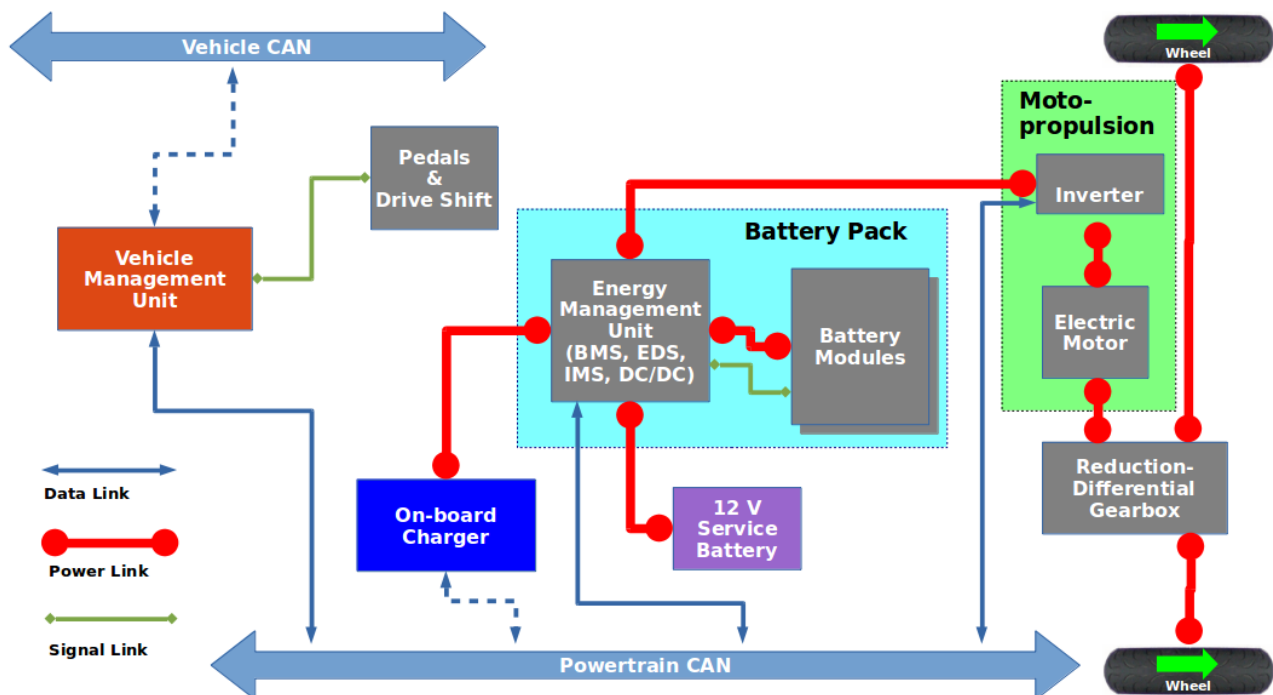 Vehicle CAN
Wheel
Moto-
propulsion
Pedals
&
Drive Shift
Inverter
Battery Pack
Vehicle
Management
Unit
Energy
Management
Unit
(BMS, EDS,
IMS, DC/DC)
Battery
Modules
Electric
Motor
Reduction-
Differential
Gearbox
Data Link
On-board
Charger
12 V
Service
Battery
Power Link
Signal Link
Powertrain CAN
Wheel